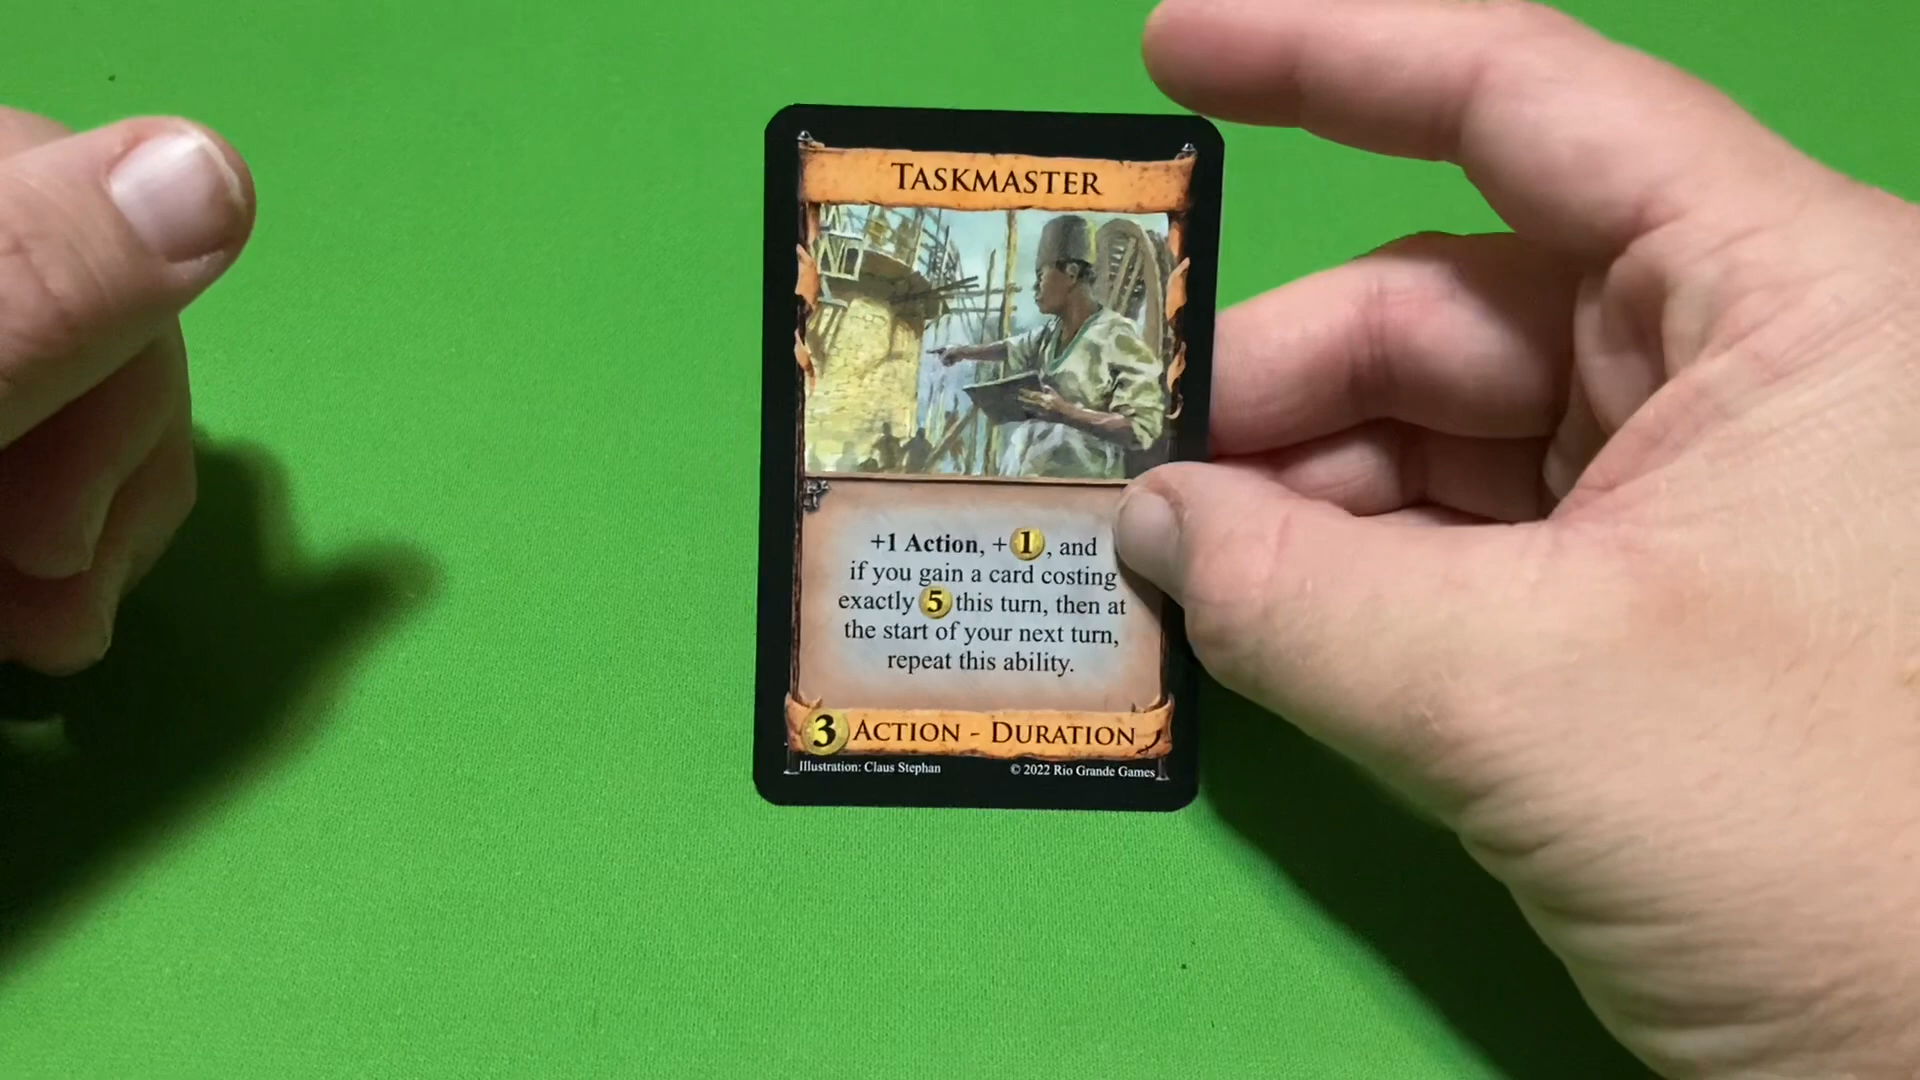 TASKMASTER
+1 Action, +1, and
if you gain a card costing
exactly 5 this turn, then at
the start of your next turn,
repeat this ability.
3 ACTION - DURATION
Illustration: Claus Stephan © 2022 Rio Grande Games